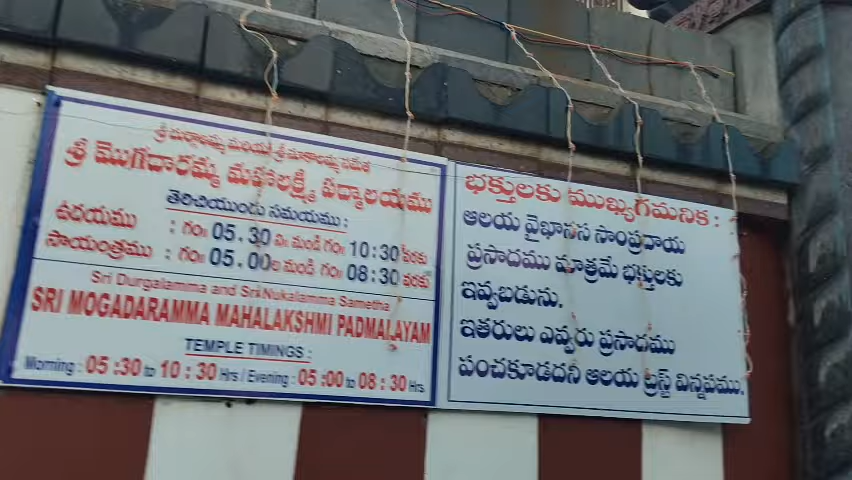 శ్రీ దుర్గాలమ్మ మరియు శ్రీ నూకాలమ్మ సమేత
శ్రీ మొగదారమ్మ మహాలక్ష్మి పద్మాలయము
తెరిచియుండు సమయము :
ఉదయము : గం॥ 05.30 ని॥ నుండి గం॥ 10:30 వరకు
సాయంత్రము : గం॥ 05.00 ల నుండి గం॥ 08:30 వరకు
Sri Durgalamma and Sri Nukalamma Sametha
SRI MOGADARAMMA MAHALAKSHMI PADMALAYAM
TEMPLE TIMINGS :
Morning : 05 :30 to 10 : 30 Hrs / Evening : 05 :00 to 08 : 30 Hrs
భక్తులకు ముఖ్యగమనిక :
ఆలయ వైఖానస సాంప్రదాయ
ప్రసాదము మాత్రమే భక్తులకు
ఇవ్వబడును.
ఇతరులు ఎవ్వరు ప్రసాదము
పంచకూడదని ఆలయ ట్రస్ట్ విన్నపము.